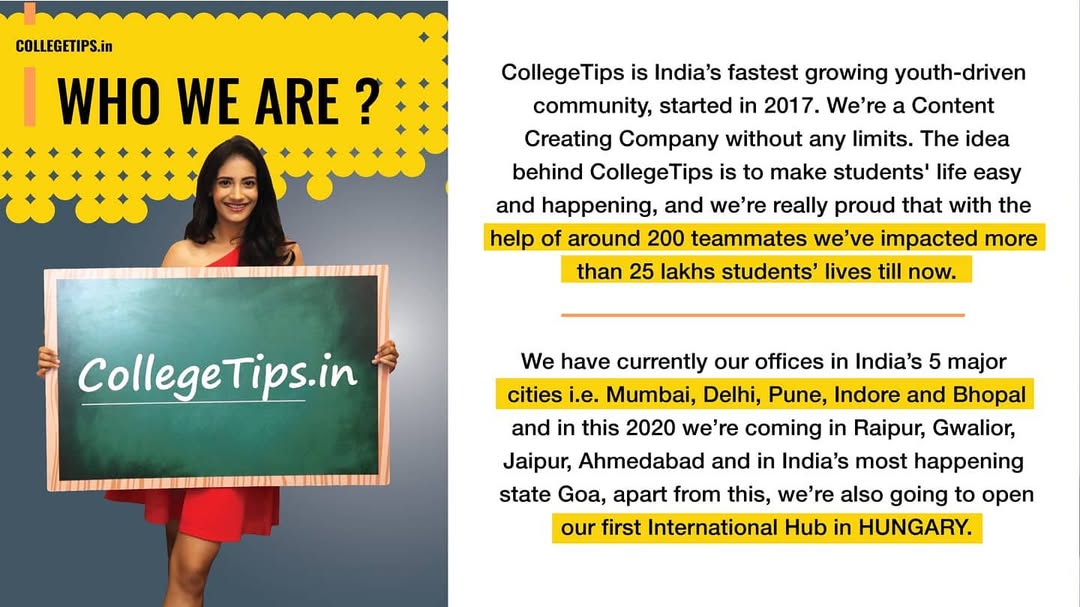 COLLEGETIPS.in
WHO WE ARE ?
CollegeTips.in
CollegeTips is India's fastest growing youth-driven
community, started in 2017. We're a Content
Creating Company without any limits. The idea
behind CollegeTips is to make students' life easy
and happening, and we're really proud that with the
help of around 200 teammates we've impacted more
than 25 lakhs students' lives till now.
We have currently our offices in India's 5 major
cities i.e. Mumbai, Delhi, Pune, Indore and Bhopal
and in this 2020 we're coming in Raipur, Gwalior,
Jaipur, Ahmedabad and in India's most happening
state Goa, apart from this, we're also going to open
our first International Hub in HUNGARY.